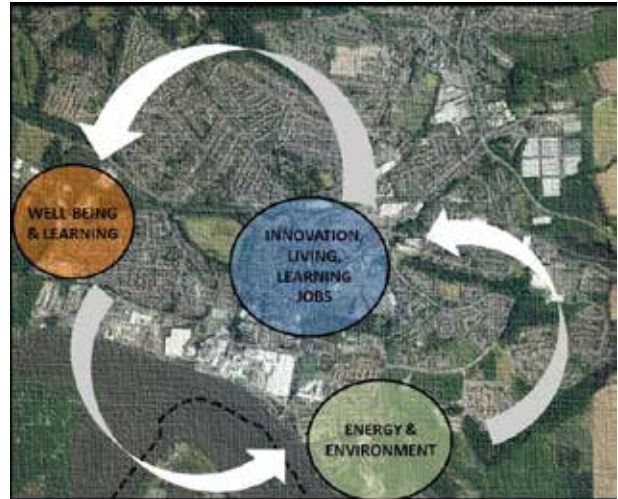 WELL-BEING
& LEARNING
INNOVATION,
LIVING,
LEARNING
JOBS
ENERGY &
ENVIRONMENT